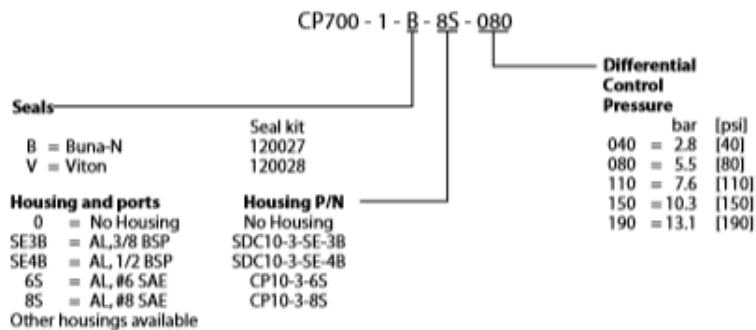 CP700 - 1 - B - 8S - 080
Differential
Control
Pressure
bar [psi]
040 = 2.8 [40]
080 = 5.5 [80]
110 = 7.6 [110]
150 = 10.3 [150]
190 = 13.1 [190]
Seals
Seal kit
B = Buna-N 120027
V = Viton 120028
Housing and ports Housing P/N
0 = No Housing No Housing
SE3B = AL,3/8 BSP SDC10-3-SE-3B
SE4B = AL, 1/2 BSP SDC10-3-SE-4B
6S = AL, #6 SAE CP10-3-6S
8S = AL, #8 SAE CP10-3-8S
Other housings available